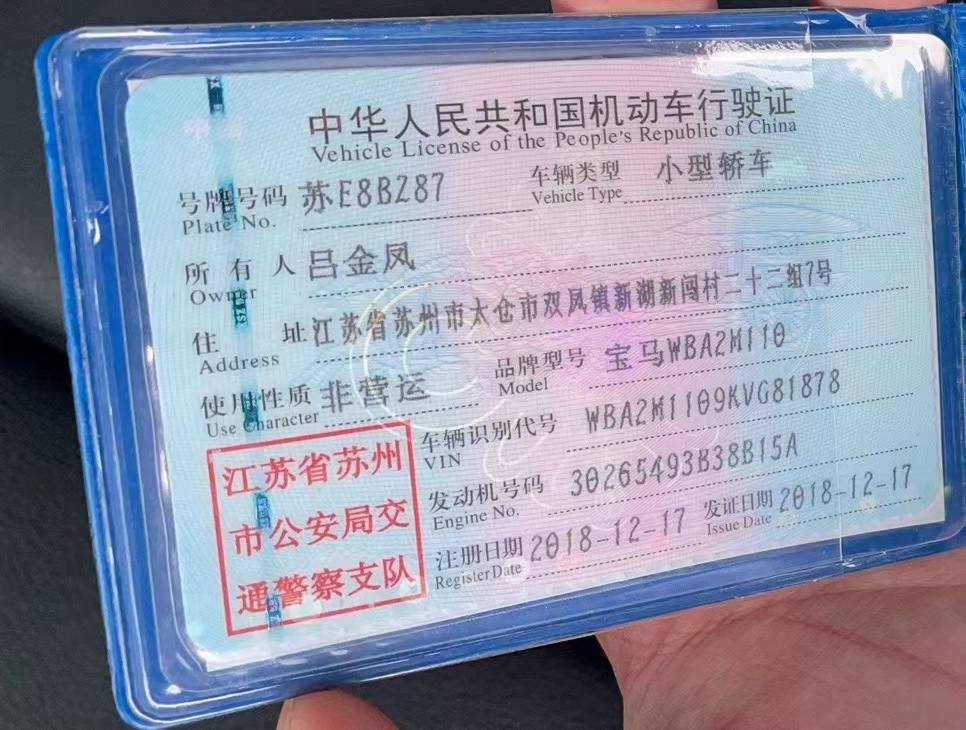 中华人民共和国机动车行驶证
Vehicle License of the People's Republic of China
号牌号码 苏E8BZ87 车辆类型 小型轿车
Plate No. Vehicle Type
所有人 吕金凤
Owner
住址 江苏省苏州市太仓市双凤镇新湖新闯村二十二组7号
Address
使用性质 非营运 品牌型号 宝马WBA2M110
Use Character Model
车辆识别代号 WBA2M1109KVG81878
VIN
发动机号码 30265493B38B15A
Engine No.
注册日期 2018-12-17 发证日期 2018-12-17
Register Date Issue Date
江苏省苏州
市公安局交
通警察支队